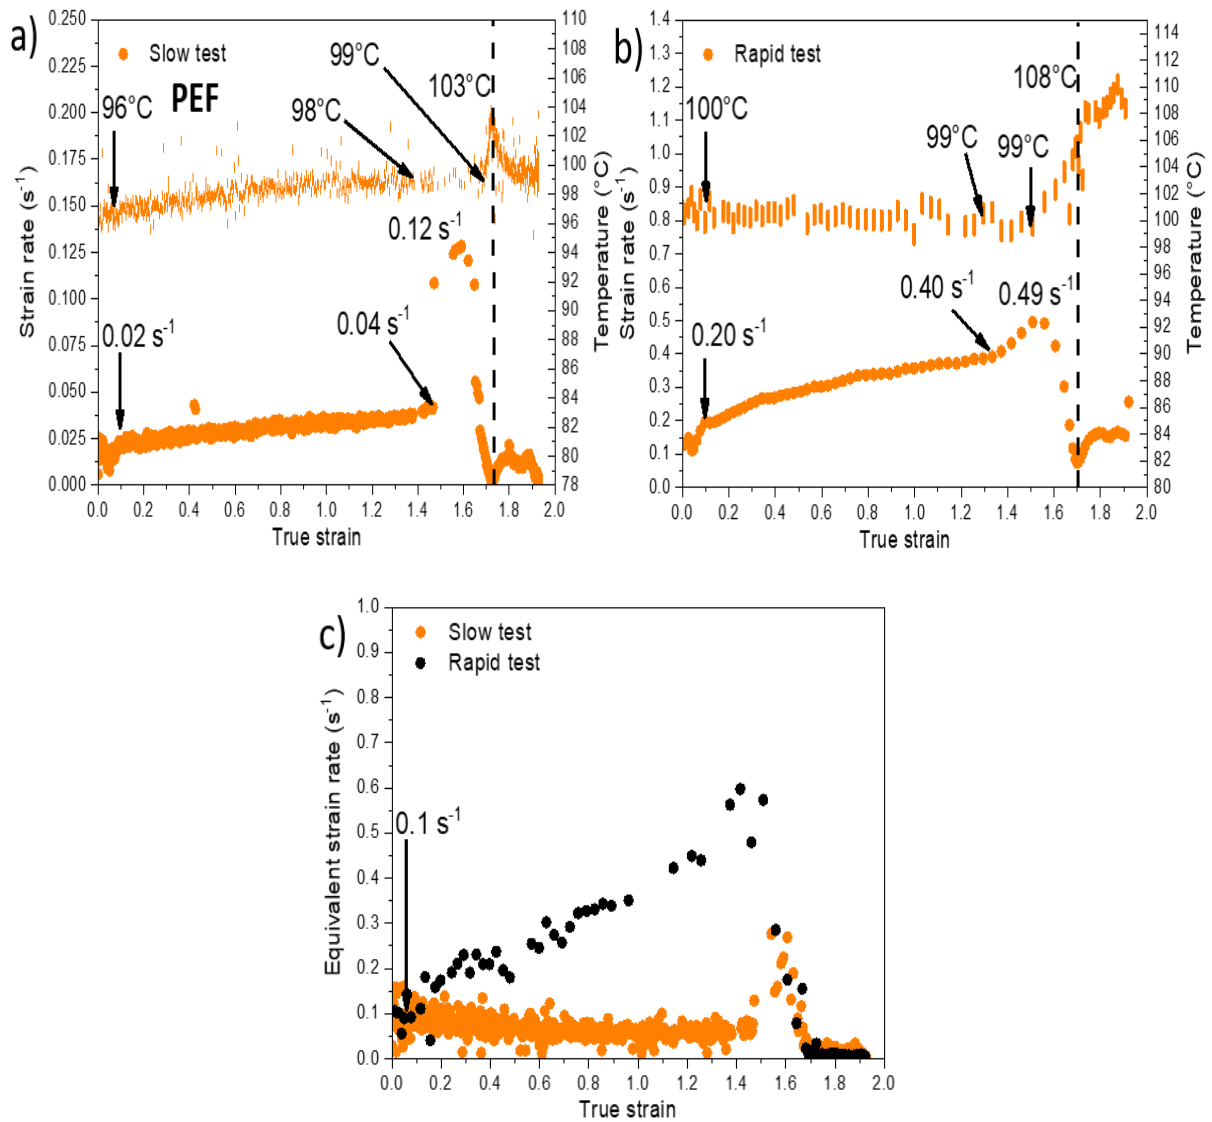 a)
0.250
0.225
0.200
0.175
0.150
0.125
0.100
0.075
0.050
0.025
0.000
Strain rate (s-1)
Slow test
PEF
96°C
98°C
99°C
103°C
0.12 s-1
0.04 s-1
0.02 s-1
110
108
106
104
102
100
98
96
94
92
90
88
86
84
82
80
78
Temperature (°C)
0.0 0.2 0.4 0.6 0.8 1.0 1.2 1.4 1.6 1.8 2.0
True strain
b)
1.4
1.3
1.2
1.1
1.0
0.9
0.8
0.7
0.6
0.5
0.4
0.3
0.2
0.1
0.0
Strain rate (s-1)
Rapid test
100°C
99°C
99°C
108°C
0.40 s-1
0.49 s-1
0.20 s-1
114
112
110
108
106
104
102
100
98
96
94
92
90
88
86
84
82
80
Temperature (°C)
0.0 0.2 0.4 0.6 0.8 1.0 1.2 1.4 1.6 1.8 2.0
True strain
c)
1.0
0.9
0.8
0.7
0.6
0.5
0.4
0.3
0.2
0.1
0.0
Equivalent strain rate (s-1)
Slow test
Rapid test
0.1 s-1
0.0 0.2 0.4 0.6 0.8 1.0 1.2 1.4 1.6 1.8 2.0
True strain